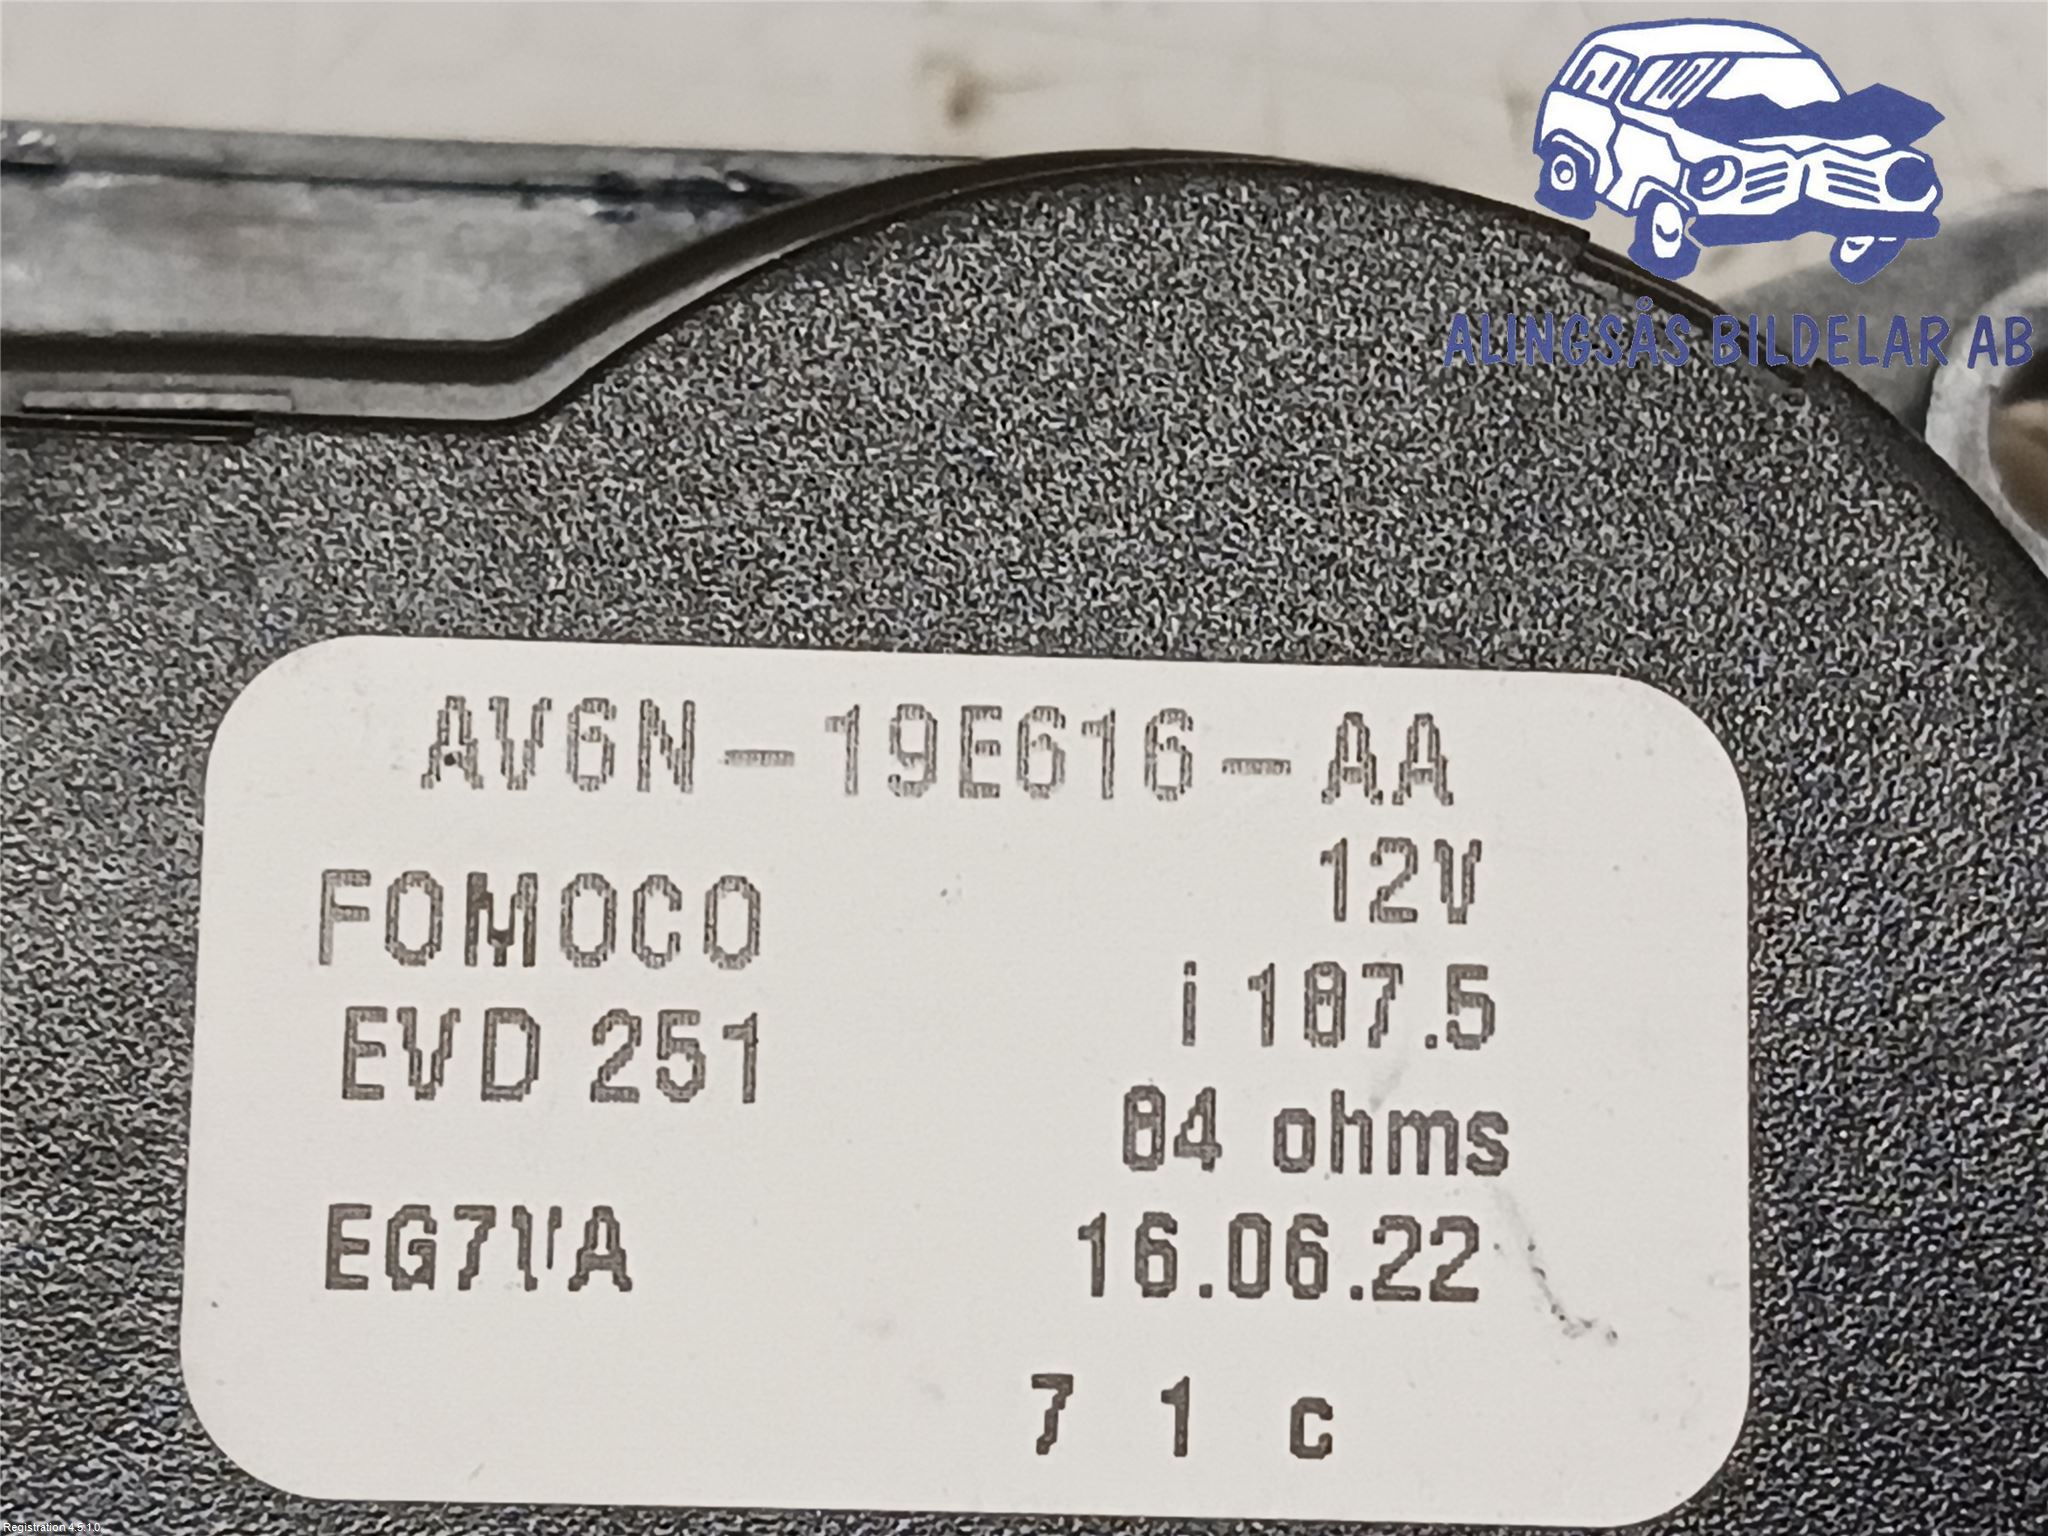 ALINGSÅS BILDELAR AB
AV6N-19E616-AA
12V
FOMOCO
i 187.5
EVD 251
84 ohms
EG7VA
16.06.22
7 1 c
Registration 4.5.1.0